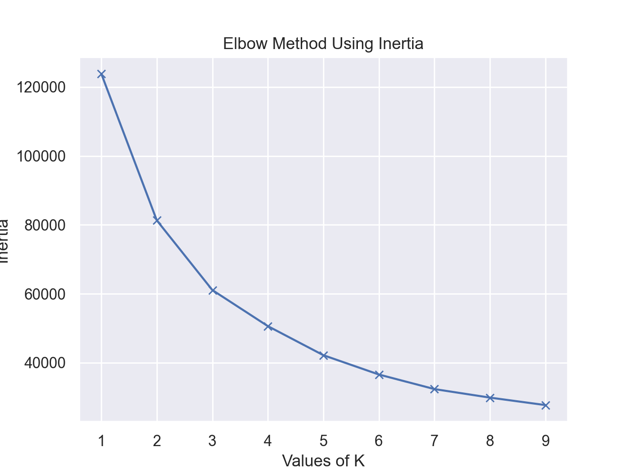 Elbow Method Using Inertia
120000
100000
80000
60000
40000
Inertia
1 2 3 4 5 6 7 8 9
Values of K